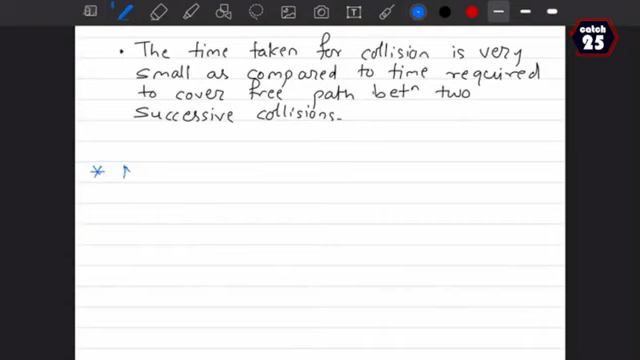 catch
25
• The time taken for collision is very
small as compared to time required
to cover free path betn two
successive collisions.
*